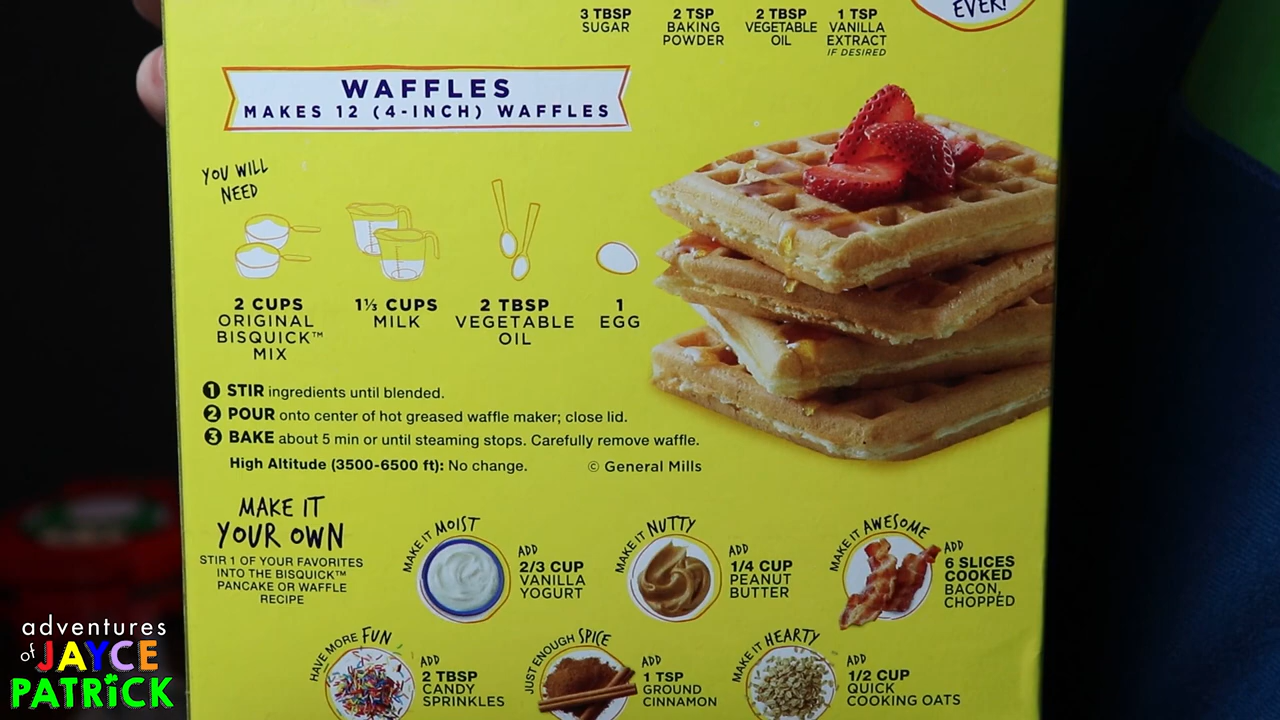 EVER!
3 TBSP
SUGAR
2 TSP
BAKING
POWDER
2 TBSP
VEGETABLE
OIL
1 TSP
VANILLA
EXTRACT
IF DESIRED
WAFFLES
MAKES 12 (4-INCH) WAFFLES
YOU WILL
NEED
2 CUPS
ORIGINAL
BISQUICK™
MIX
1⅓ CUPS
MILK
2 TBSP
VEGETABLE
OIL
1
EGG
1 STIR ingredients until blended.
2 POUR onto center of hot greased waffle maker; close lid.
3 BAKE about 5 min or until steaming stops. Carefully remove waffle.
High Altitude (3500-6500 ft): No change.
© General Mills
MAKE IT
YOUR OWN
STIR 1 OF YOUR FAVORITES
INTO THE BISQUICK™
PANCAKE OR WAFFLE
RECIPE
MAKE IT MOIST
ADD
2/3 CUP
VANILLA
YOGURT
MAKE IT NUTTY
ADD
1/4 CUP
PEANUT
BUTTER
MAKE IT AWESOME
ADD
6 SLICES
COOKED
BACON,
CHOPPED
HAVE MORE FUN
ADD
2 TBSP
CANDY
SPRINKLES
JUST ENOUGH SPICE
ADD
1 TSP
GROUND
CINNAMON
MAKE IT HEARTY
ADD
1/2 CUP
QUICK
COOKING OATS
adventures
of JAYCE
PATRiCK